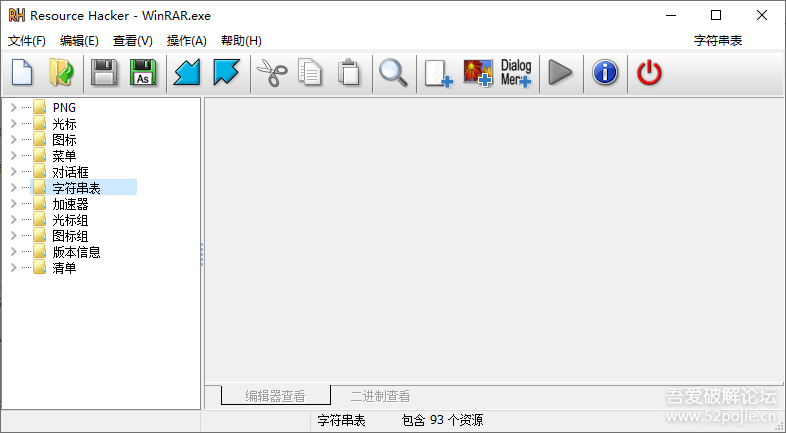 Resource Hacker - WinRAR.exe
文件(F) 编辑(E) 查看(V) 操作(A) 帮助(H) 字符串表
As Dialog
Mer
PNG
光标
图标
菜单
对话框
字符串表
加速器
光标组
图标组
版本信息
清单
编辑器查看 二进制查看
字符串表 包含 93 个资源
吾爱破解论坛
www.52pojie.cn